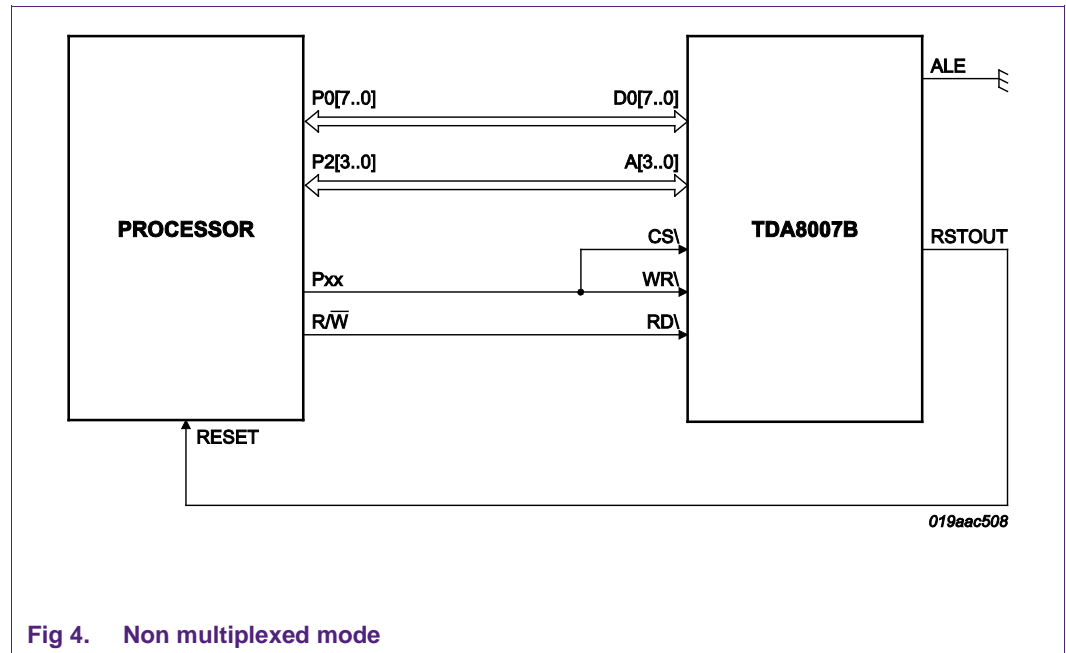 ALE
P0[7..0] D0[7..0]
P2[3..0] A[3..0]
PROCESSOR
TDA8007B
CS\
RSTOUT
Pxx WR\
R/W̅ RD\
RESET
019aac508
Fig 4. Non multiplexed mode